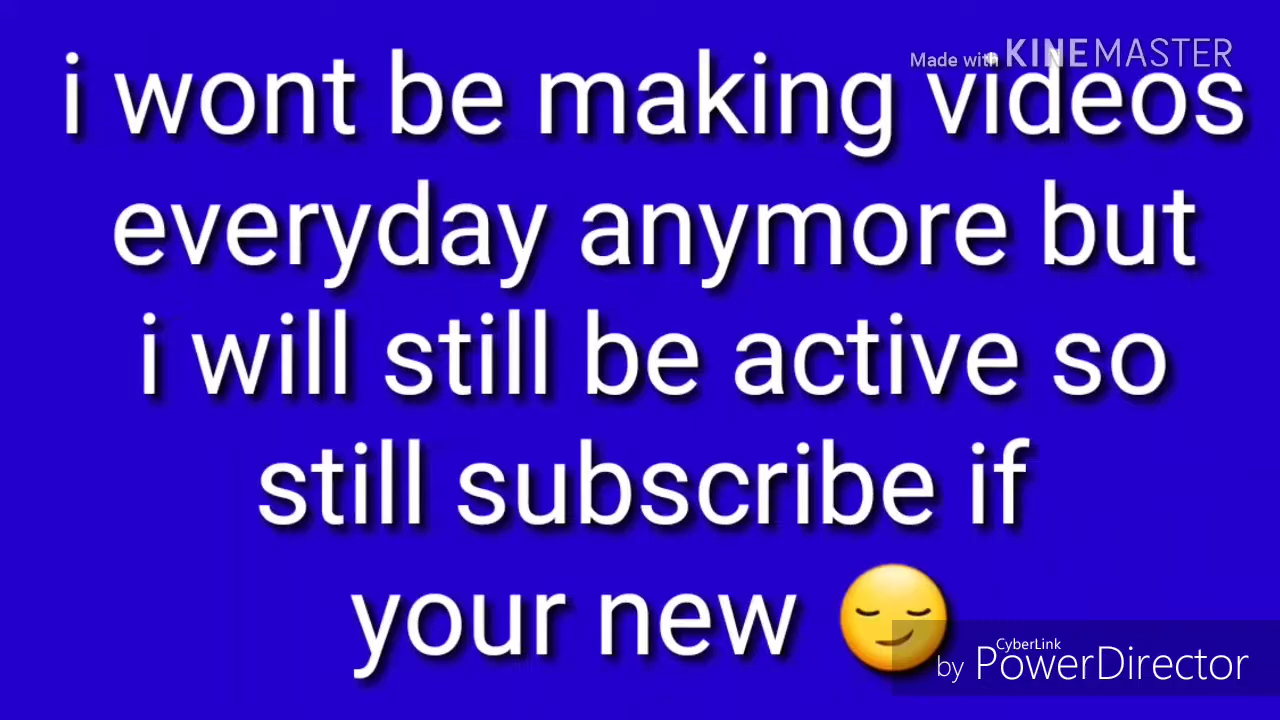 Made with KINEMASTER
i wont be making videos
everyday anymore but
i will still be active so
still subscribe if
your new 😏
CyberLink
by PowerDirector